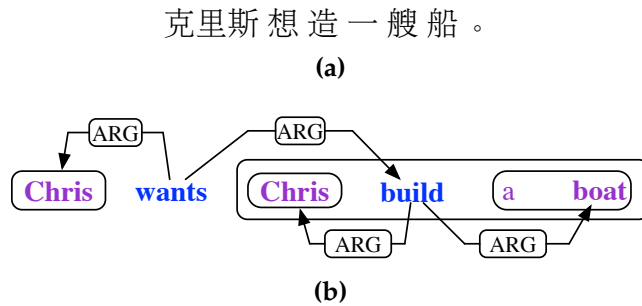 克里斯 想 造 一 艘 船 。
(a)
ARG ARG
Chris wants Chris build a boat
ARG ARG
(b)